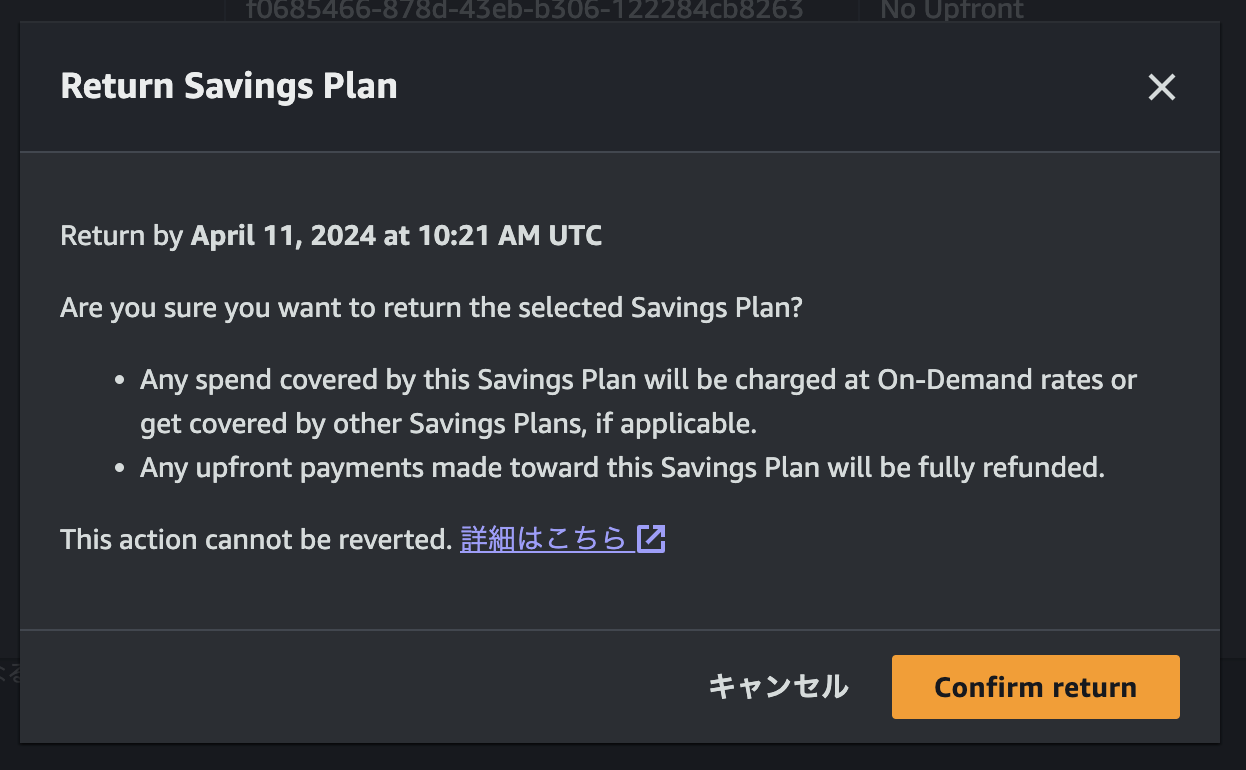 f0685466-878d-43eb-b306-122284cb8263 No Upfront
Return Savings Plan
Return by April 11, 2024 at 10:21 AM UTC
Are you sure you want to return the selected Savings Plan?
• Any spend covered by this Savings Plan will be charged at On-Demand rates or
get covered by other Savings Plans, if applicable.
• Any upfront payments made toward this Savings Plan will be fully refunded.
This action cannot be reverted. 詳細はこちら
キャンセル Confirm return